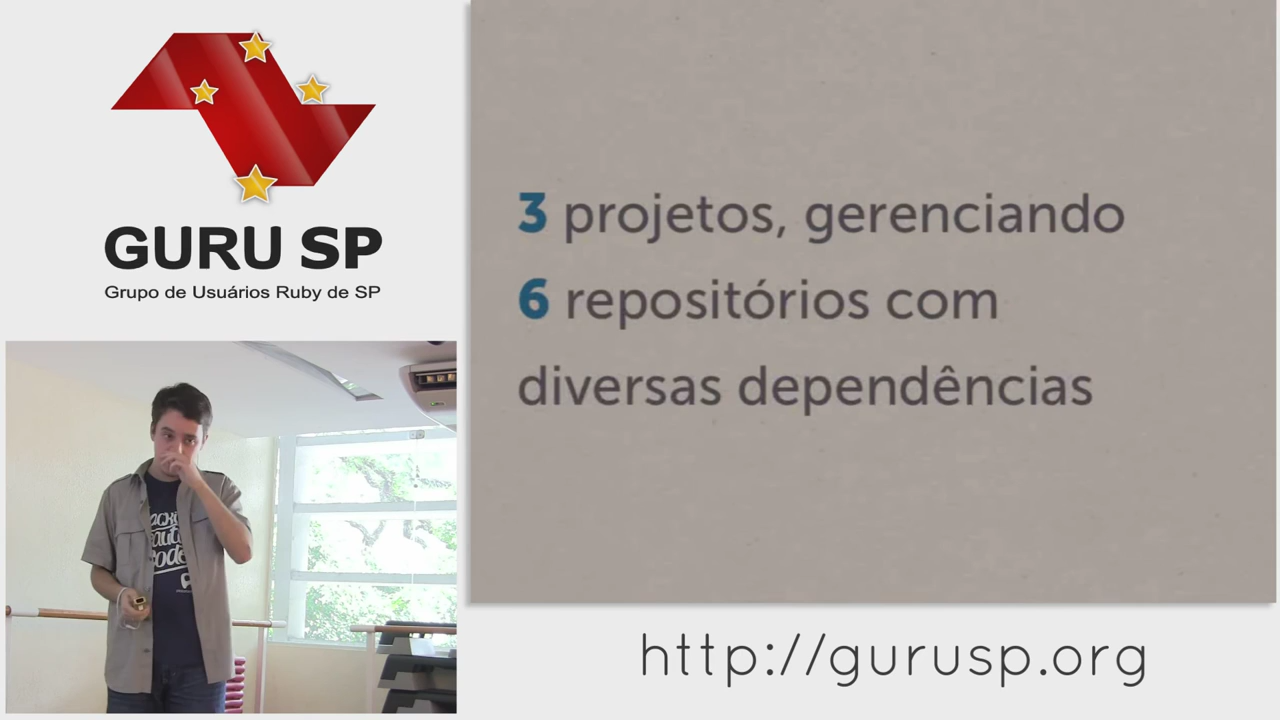 GURU SP
Grupo de Usuários Ruby de SP
3 projetos, gerenciando
6 repositórios com
diversas dependências
http://gurusp.org